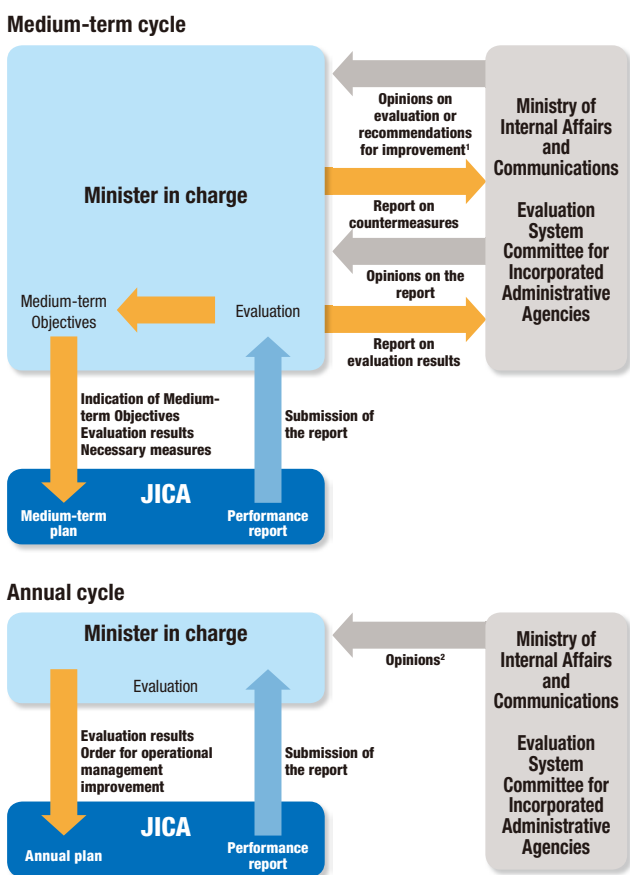 Medium-term cycle
Minister in charge
Opinions on
evaluation or
recommendations
for improvement¹
Report on
countermeasures
Opinions on the
report
Report on
evaluation results
Ministry of
Internal Affairs
and
Communications
Evaluation
System
Committee for
Incorporated
Administrative
Agencies
Medium-term
Objectives
Evaluation
Indication of Medium-
term Objectives
Evaluation results
Necessary measures
Submission of
the report
JICA
Medium-term
plan
Performance
report
Annual cycle
Minister in charge
Opinions²
Ministry of
Internal Affairs
and
Communications
Evaluation
System
Committee for
Incorporated
Administrative
Agencies
Evaluation
Evaluation results
Order for operational
management
improvement
Submission of
the report
JICA
Annual plan
Performance
report